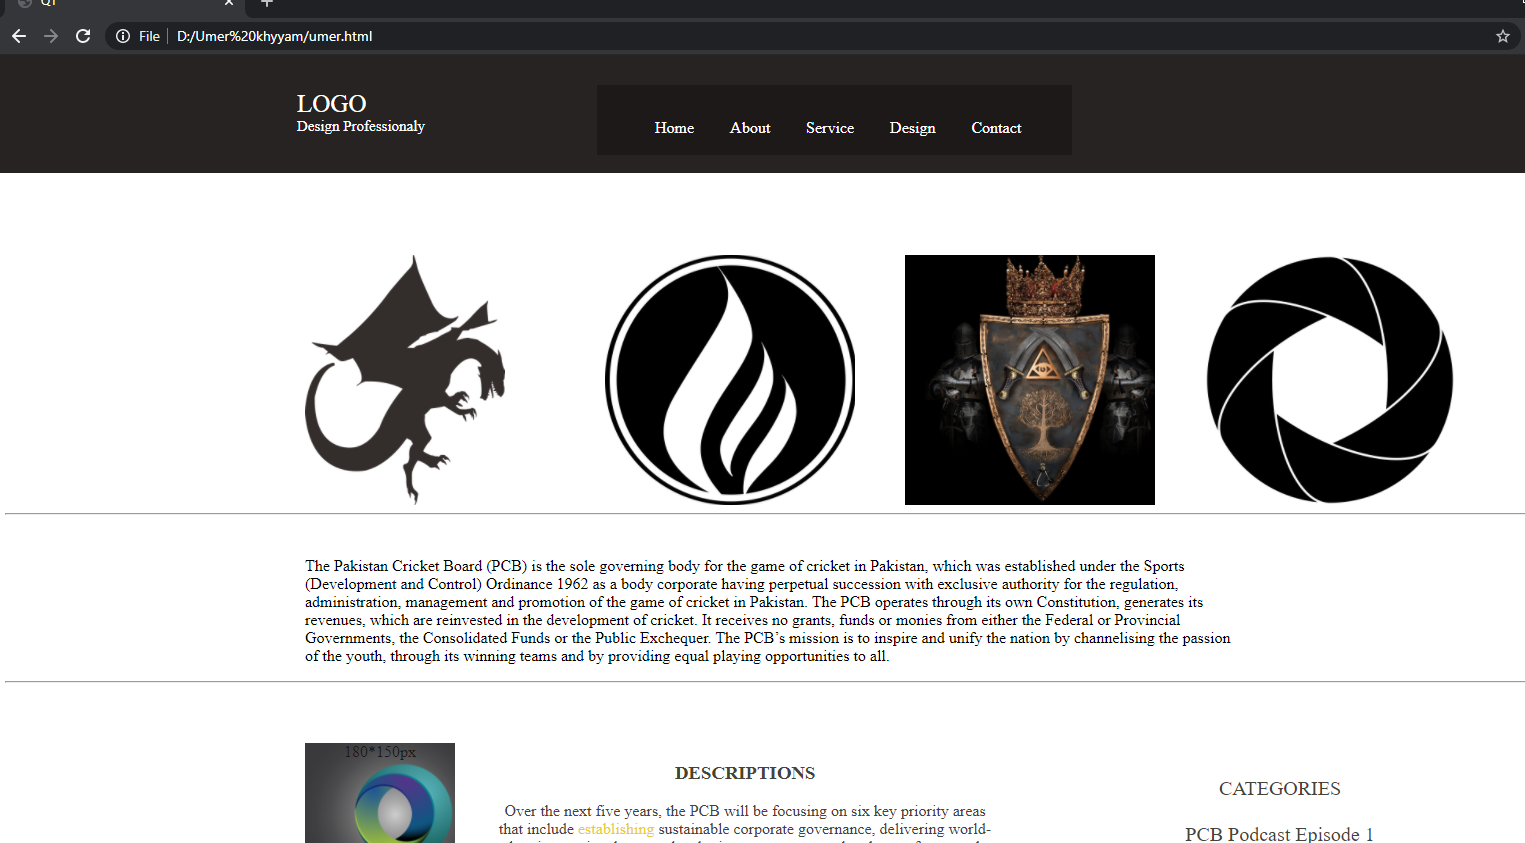 Q1
File D:/Umer%20khyyam/umer.html
LOGO
Design Professionaly
Home About Service Design Contact
The Pakistan Cricket Board (PCB) is the sole governing body for the game of cricket in Pakistan, which was established under the Sports
(Development and Control) Ordinance 1962 as a body corporate having perpetual succession with exclusive authority for the regulation,
administration, management and promotion of the game of cricket in Pakistan. The PCB operates through its own Constitution, generates its
revenues, which are reinvested in the development of cricket. It receives no grants, funds or monies from either the Federal or Provincial
Governments, the Consolidated Funds or the Public Exchequer. The PCB’s mission is to inspire and unify the nation by channelising the passion
of the youth, through its winning teams and by providing equal playing opportunities to all.
180*150px
DESCRIPTIONS
Over the next five years, the PCB will be focusing on six key priority areas
that include establishing sustainable corporate governance, delivering world-
CATEGORIES
PCB Podcast Episode 1